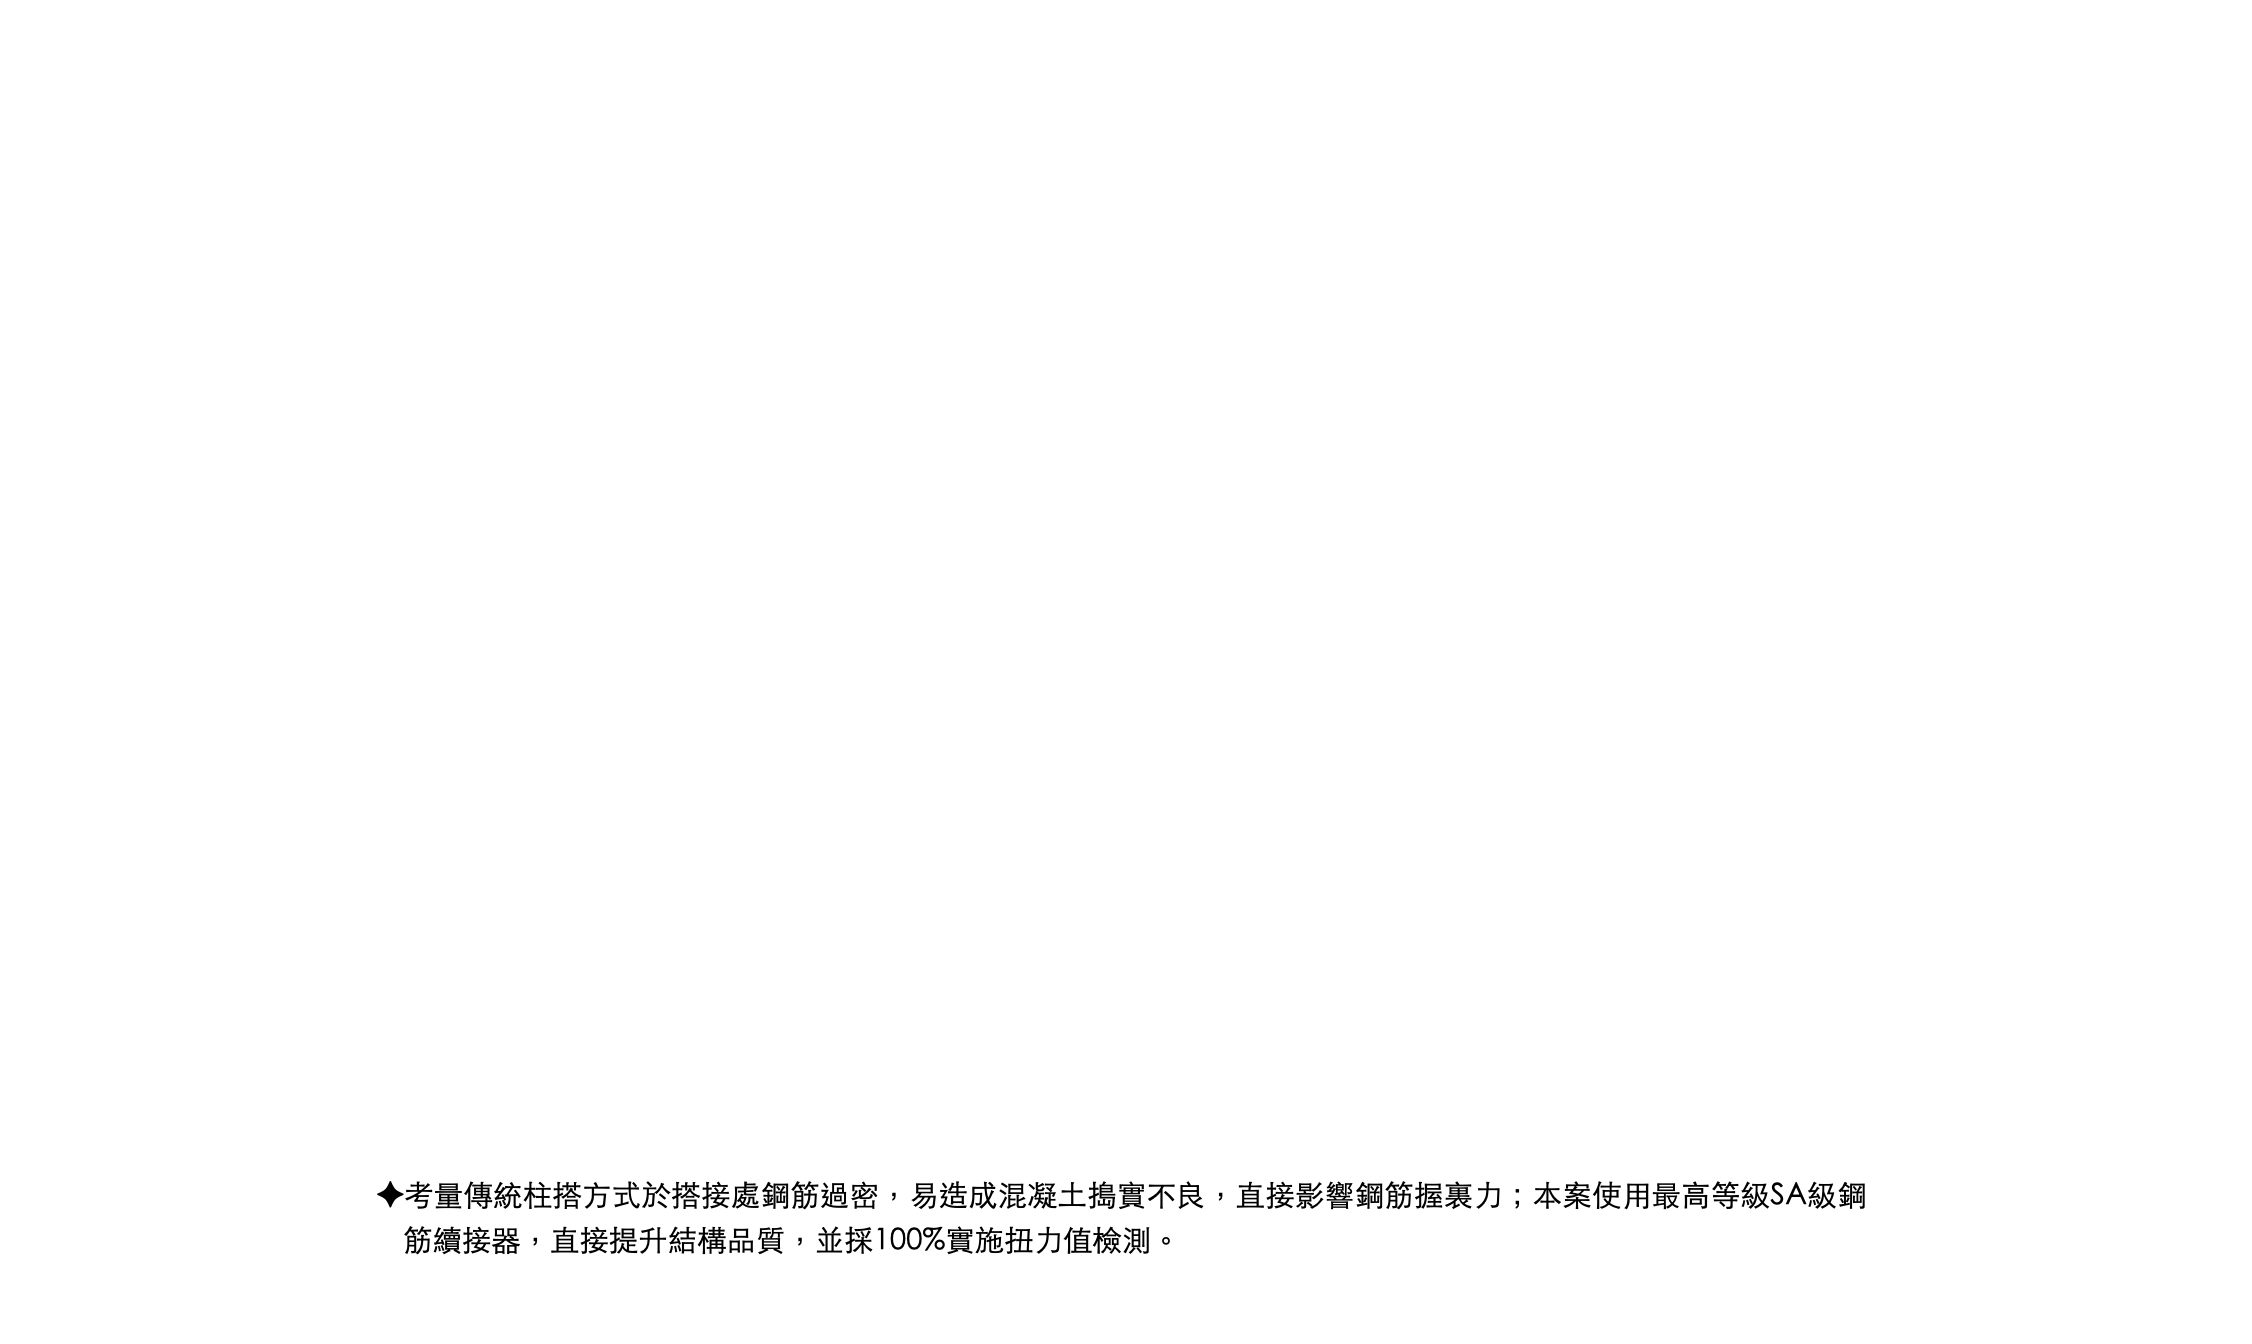 ✦考量傳統柱搭方式於搭接處鋼筋過密，易造成混凝土搗實不良，直接影響鋼筋握裹力；本案使用最高等級SA級鋼
筋續接器，直接提升結構品質，並採100%實施扭力值檢測。